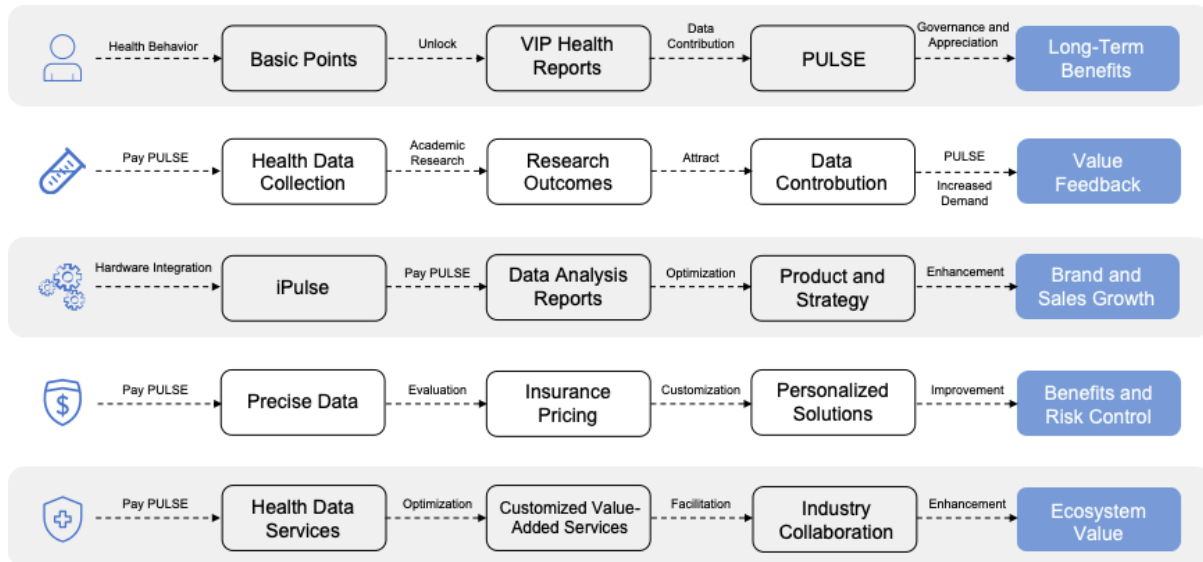 Health Behavior
Basic Points
Unlock
VIP Health
Reports
Data
Contribution
PULSE
Governance and
Appreciation
Long-Term
Benefits
Pay PULSE
Health Data
Collection
Academic
Research
Research
Outcomes
Attract
Data
Controbution
PULSE
Increased
Demand
Value
Feedback
Hardware Integration
iPulse
Pay PULSE
Data Analysis
Reports
Optimization
Product and
Strategy
Enhancement
Brand and
Sales Growth
Pay PULSE
Precise Data
Evaluation
Insurance
Pricing
Customization
Personalized
Solutions
Improvement
Benefits and
Risk Control
Pay PULSE
Health Data
Services
Optimization
Customized Value-
Added Services
Facilitation
Industry
Collaboration
Enhancement
Ecosystem
Value